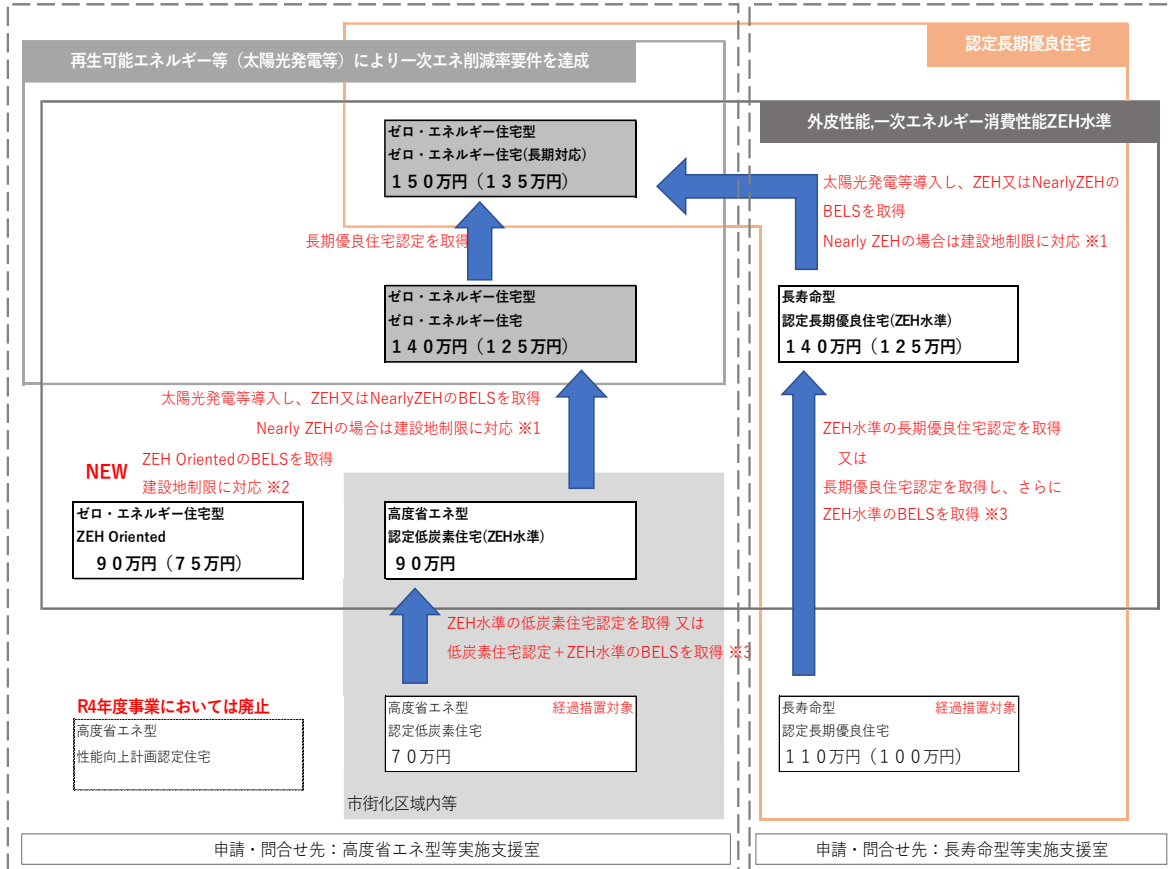 認定長期優良住宅
再生可能エネルギー等（太陽光発電等）により一次エネ削減率要件を達成
外皮性能,一次エネルギー消費性能ZEH水準
ゼロ・エネルギー住宅型
ゼロ・エネルギー住宅(長期対応)
１５０万円（１３５万円）
太陽光発電等導入し、ZEH又はNearlyZEHの
BELSを取得
Nearly ZEHの場合は建設地制限に対応 ※1
長期優良住宅認定を取得
ゼロ・エネルギー住宅型
ゼロ・エネルギー住宅
１４０万円（１２５万円）
長寿命型
認定長期優良住宅(ZEH水準)
１４０万円（１２５万円）
太陽光発電等導入し、ZEH又はNearlyZEHのBELSを取得
Nearly ZEHの場合は建設地制限に対応 ※1
ZEH水準の長期優良住宅認定を取得
又は
長期優良住宅認定を取得し、さらに
ZEH水準のBELSを取得 ※3
NEW
ZEH OrientedのBELSを取得
建設地制限に対応 ※2
ゼロ・エネルギー住宅型
ZEH Oriented
９０万円（７５万円）
高度省エネ型
認定低炭素住宅(ZEH水準)
９０万円
ZEH水準の低炭素住宅認定を取得 又は
低炭素住宅認定＋ZEH水準のBELSを取得 ※3
R4年度事業においては廃止
高度省エネ型
性能向上計画認定住宅
高度省エネ型 経過措置対象
認定低炭素住宅
７０万円
長寿命型 経過措置対象
認定長期優良住宅
１１０万円（１００万円）
市街化区域内等
申請・問合せ先：高度省エネ型等実施支援室
申請・問合せ先：長寿命型等実施支援室